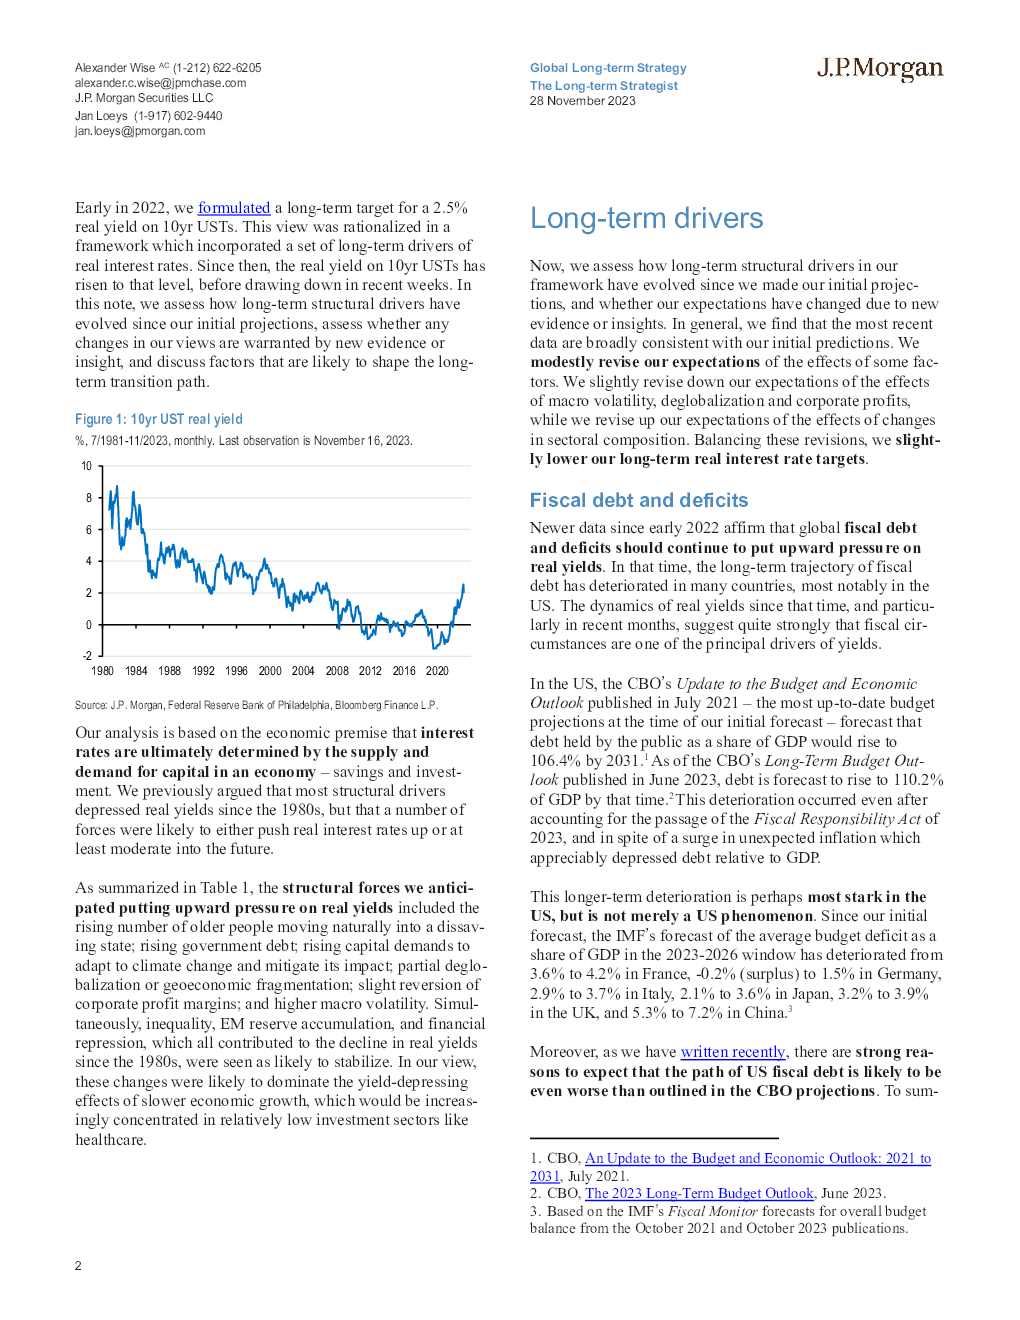 Alexander Wise AC (1-212) 622-6205
alexander.c.wise@jpmchase.com
J.P. Morgan Securities LLC
Jan Loeys (1-917) 602-9440
jan.loeys@jpmorgan.com
Global Long-term Strategy
The Long-term Strategist
28 November 2023
J.P.Morgan
Early in 2022, we formulated a long-term target for a 2.5%
real yield on 10yr USTs. This view was rationalized in a
framework which incorporated a set of long-term drivers of
real interest rates. Since then, the real yield on 10yr USTs has
risen to that level, before drawing down in recent weeks. In
this note, we assess how long-term structural drivers have
evolved since our initial projections, assess whether any
changes in our views are warranted by new evidence or
insight, and discuss factors that are likely to shape the long-
term transition path.
Figure 1: 10yr UST real yield
%, 7/1981-11/2023, monthly. Last observation is November 16, 2023.
10
8
6
4
2
0
-2
1980 1984 1988 1992 1996 2000 2004 2008 2012 2016 2020
Source: J.P. Morgan, Federal Reserve Bank of Philadelphia, Bloomberg Finance L.P.
Our analysis is based on the economic premise that interest
rates are ultimately determined by the supply and
demand for capital in an economy – savings and invest-
ment. We previously argued that most structural drivers
depressed real yields since the 1980s, but that a number of
forces were likely to either push real interest rates up or at
least moderate into the future.
As summarized in Table 1, the structural forces we antici-
pated putting upward pressure on real yields included the
rising number of older people moving naturally into a dissav-
ing state; rising government debt; rising capital demands to
adapt to climate change and mitigate its impact; partial deglo-
balization or geoeconomic fragmentation; slight reversion of
corporate profit margins; and higher macro volatility. Simul-
taneously, inequality, EM reserve accumulation, and financial
repression, which all contributed to the decline in real yields
since the 1980s, were seen as likely to stabilize. In our view,
these changes were likely to dominate the yield-depressing
effects of slower economic growth, which would be increas-
ingly concentrated in relatively low investment sectors like
healthcare.
Long-term drivers
Now, we assess how long-term structural drivers in our
framework have evolved since we made our initial projec-
tions, and whether our expectations have changed due to new
evidence or insights. In general, we find that the most recent
data are broadly consistent with our initial predictions. We
modestly revise our expectations of the effects of some fac-
tors. We slightly revise down our expectations of the effects
of macro volatility, deglobalization and corporate profits,
while we revise up our expectations of the effects of changes
in sectoral composition. Balancing these revisions, we slight-
ly lower our long-term real interest rate targets.
Fiscal debt and deficits
Newer data since early 2022 affirm that global fiscal debt
and deficits should continue to put upward pressure on
real yields. In that time, the long-term trajectory of fiscal
debt has deteriorated in many countries, most notably in the
US. The dynamics of real yields since that time, and particu-
larly in recent months, suggest quite strongly that fiscal cir-
cumstances are one of the principal drivers of yields.
In the US, the CBO's Update to the Budget and Economic
Outlook published in July 2021 – the most up-to-date budget
projections at the time of our initial forecast – forecast that
debt held by the public as a share of GDP would rise to
106.4% by 2031.1 As of the CBO's Long-Term Budget Out-
look published in June 2023, debt is forecast to rise to 110.2%
of GDP by that time.2 This deterioration occurred even after
accounting for the passage of the Fiscal Responsibility Act of
2023, and in spite of a surge in unexpected inflation which
appreciably depressed debt relative to GDP.
This longer-term deterioration is perhaps most stark in the
US, but is not merely a US phenomenon. Since our initial
forecast, the IMF's forecast of the average budget deficit as a
share of GDP in the 2023-2026 window has deteriorated from
3.6% to 4.2% in France, -0.2% (surplus) to 1.5% in Germany,
2.9% to 3.7% in Italy, 2.1% to 3.6% in Japan, 3.2% to 3.9%
in the UK, and 5.3% to 7.2% in China.3
Moreover, as we have written recently, there are strong rea-
sons to expect that the path of US fiscal debt is likely to be
even worse than outlined in the CBO projections. To sum-
1. CBO, An Update to the Budget and Economic Outlook: 2021 to
2031, July 2021.
2. CBO, The 2023 Long-Term Budget Outlook, June 2023.
3. Based on the IMF's Fiscal Monitor forecasts for overall budget
balance from the October 2021 and October 2023 publications.
2